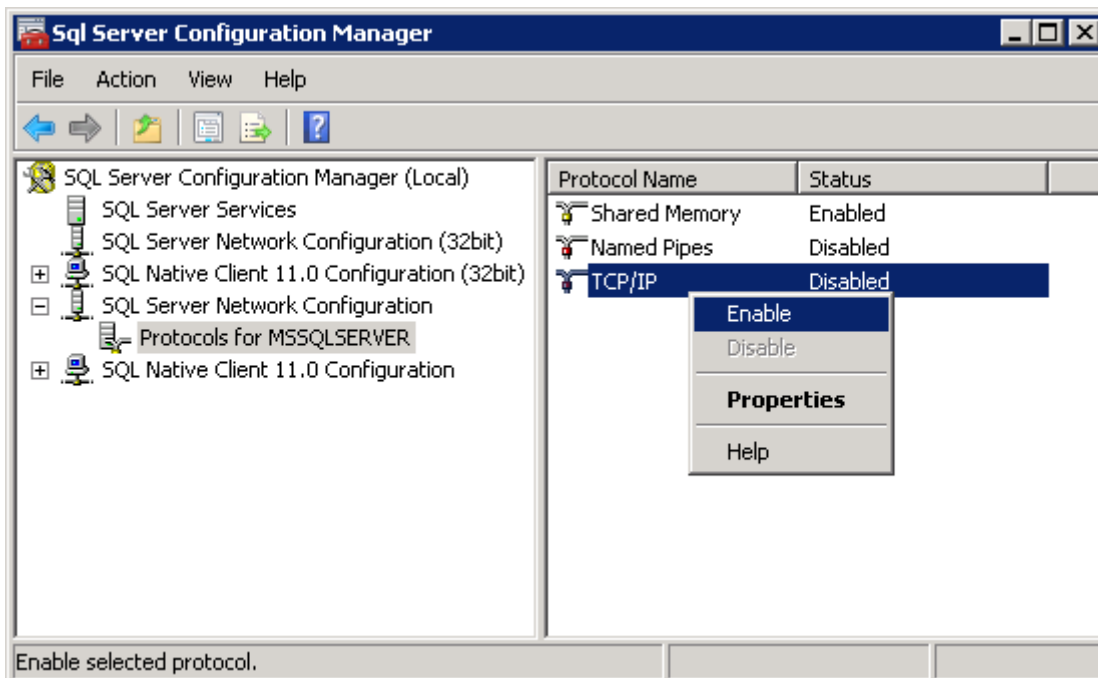 Sql Server Configuration Manager
File Action View Help
SQL Server Configuration Manager (Local)
SQL Server Services
SQL Server Network Configuration (32bit)
SQL Native Client 11.0 Configuration (32bit)
SQL Server Network Configuration
Protocols for MSSQLSERVER
SQL Native Client 11.0 Configuration
Protocol Name Status
Shared Memory Enabled
Named Pipes Disabled
TCP/IP Disabled
Enable
Disable
Properties
Help
Enable selected protocol.